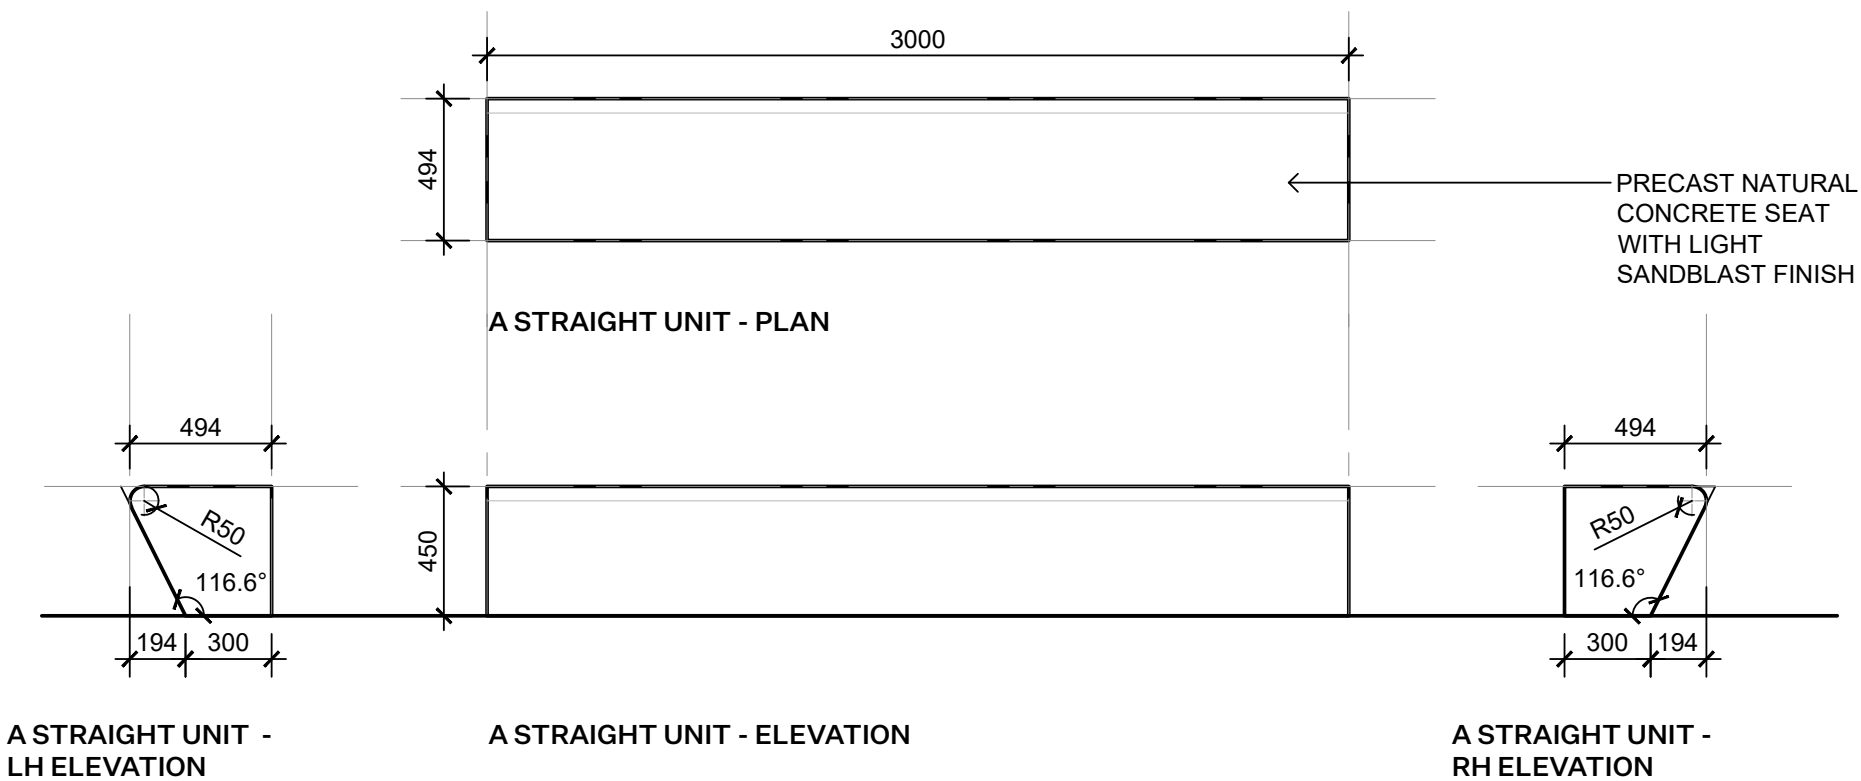 3000
494
PRECAST NATURAL
CONCRETE SEAT
WITH LIGHT
SANDBLAST FINISH
A STRAIGHT UNIT - PLAN
494
R50
116.6°
194 300
450
494
R50
116.6°
300 194
A STRAIGHT UNIT -
LH ELEVATION
A STRAIGHT UNIT - ELEVATION
A STRAIGHT UNIT -
RH ELEVATION